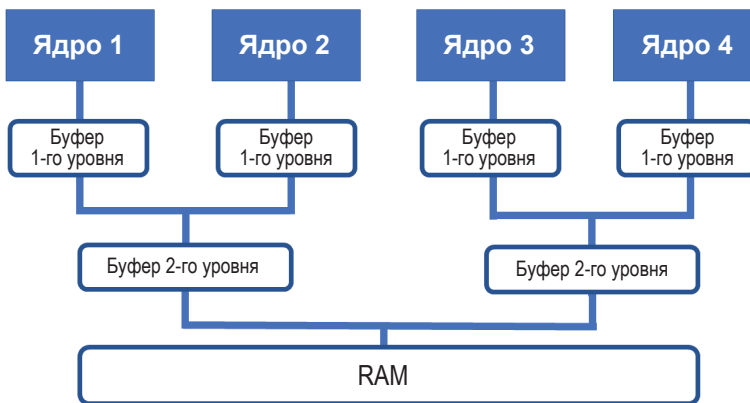 Ядро 1
Ядро 2
Ядро 3
Ядро 4
Буфер
1-го уровня
Буфер
1-го уровня
Буфер
1-го уровня
Буфер
1-го уровня
Буфер 2-го уровня
Буфер 2-го уровня
RAM